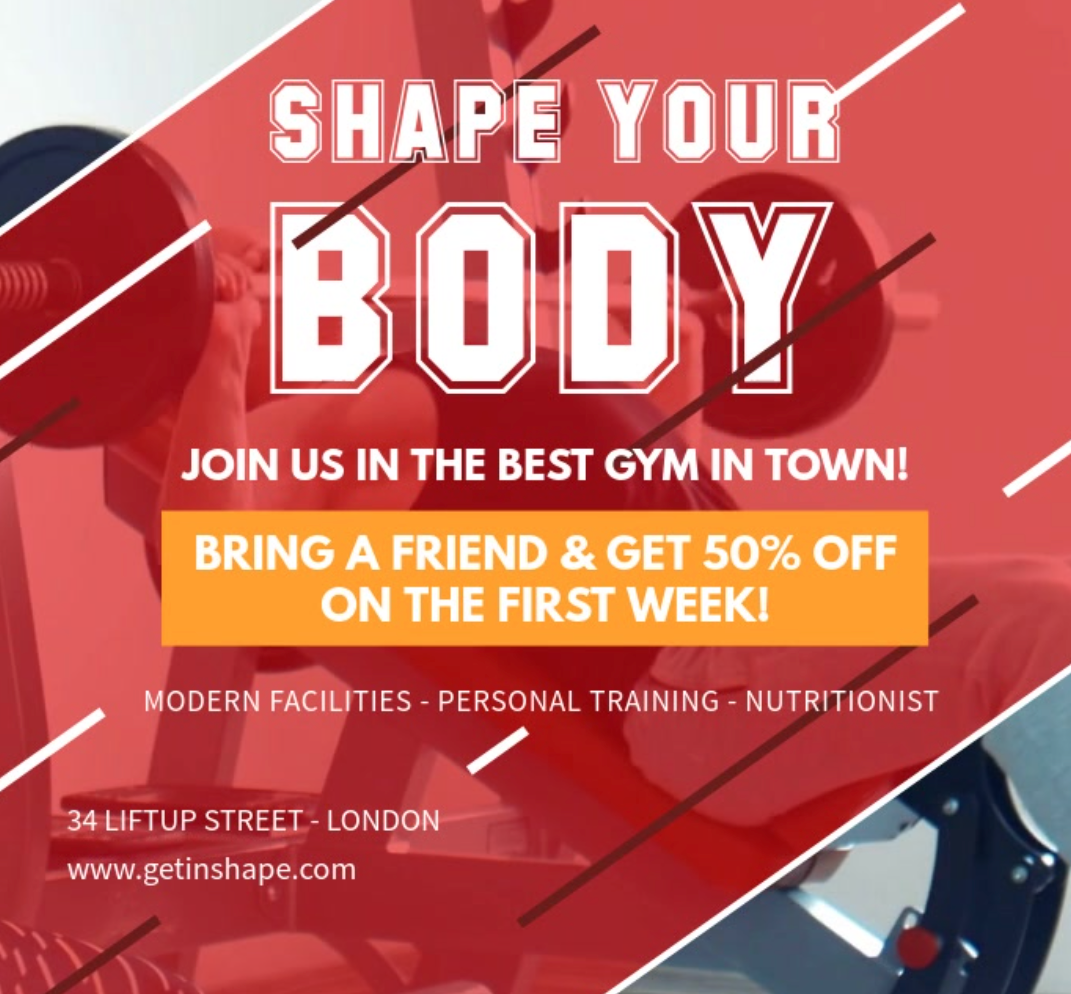 SHAPE YOUR
BODY
JOIN US IN THE BEST GYM IN TOWN!
BRING A FRIEND & GET 50% OFF
ON THE FIRST WEEK!
MODERN FACILITIES - PERSONAL TRAINING - NUTRITIONIST
34 LIFTUP STREET - LONDON
www.getinshape.com